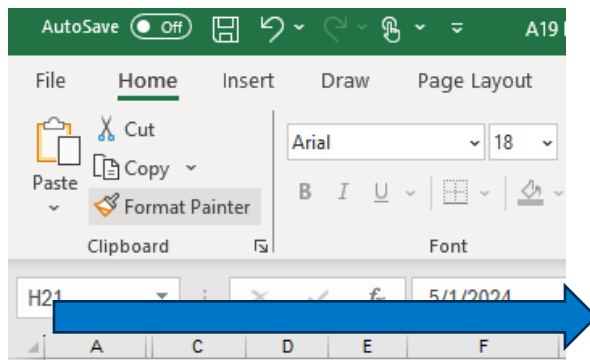 AutoSave Off A19
File Home Insert Draw Page Layout
Paste
Cut
Copy
Format Painter
Clipboard
Arial 18
B I U
Font
H21 fx 5/1/2024
A C D E F